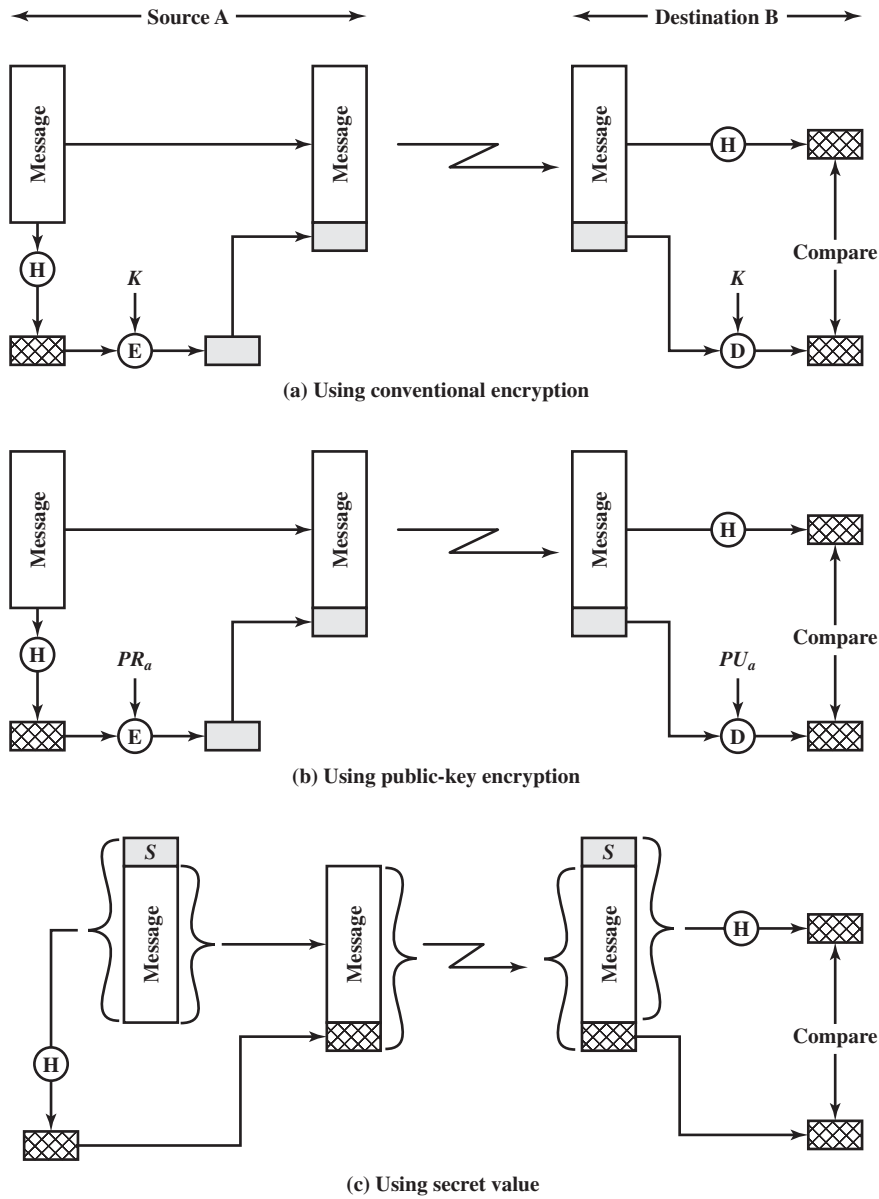 Source A Destination B
Message Message Message H
H K K Compare
E D
(a) Using conventional encryption
Message Message Message H
H PRa PUa Compare
E D
(b) Using public-key encryption
S S
Message Message Message H
H Compare
(c) Using secret value